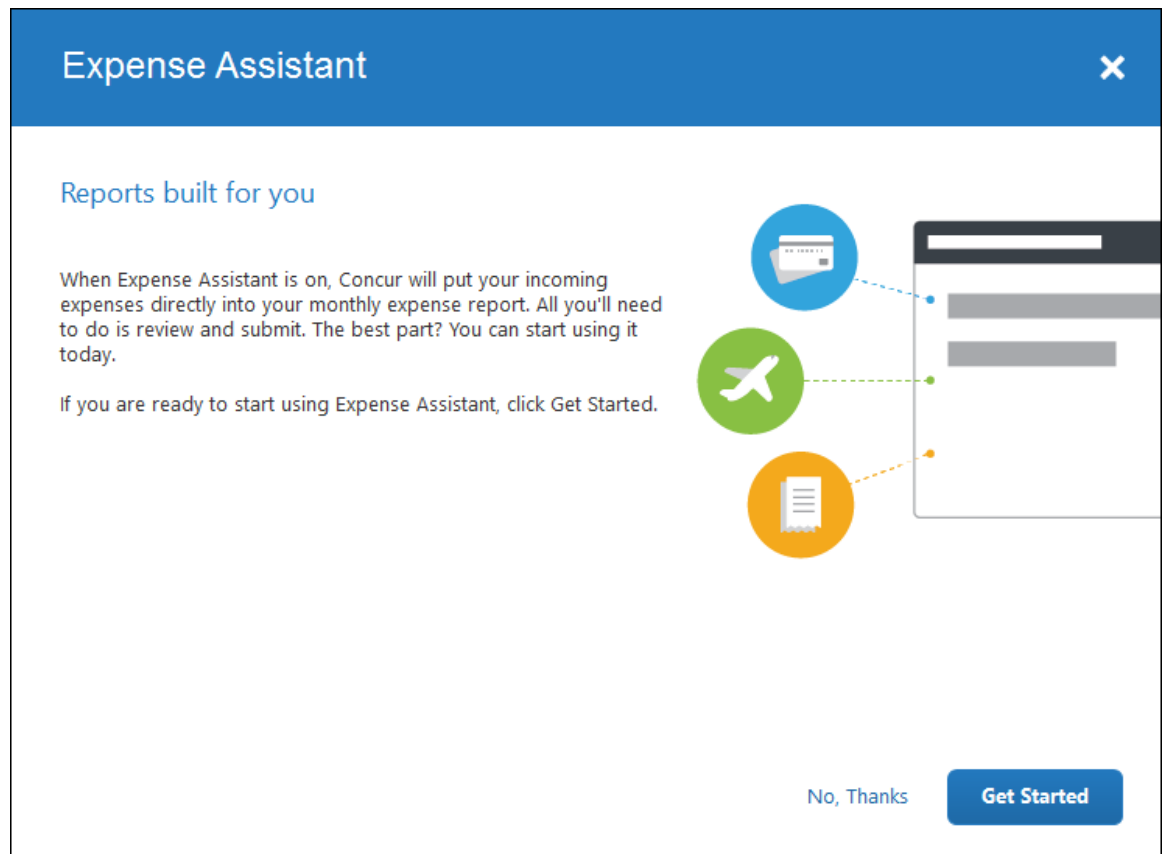 Expense Assistant
Reports built for you
When Expense Assistant is on, Concur will put your incoming
expenses directly into your monthly expense report. All you'll need
to do is review and submit. The best part? You can start using it
today.
If you are ready to start using Expense Assistant, click Get Started.
No, Thanks
Get Started